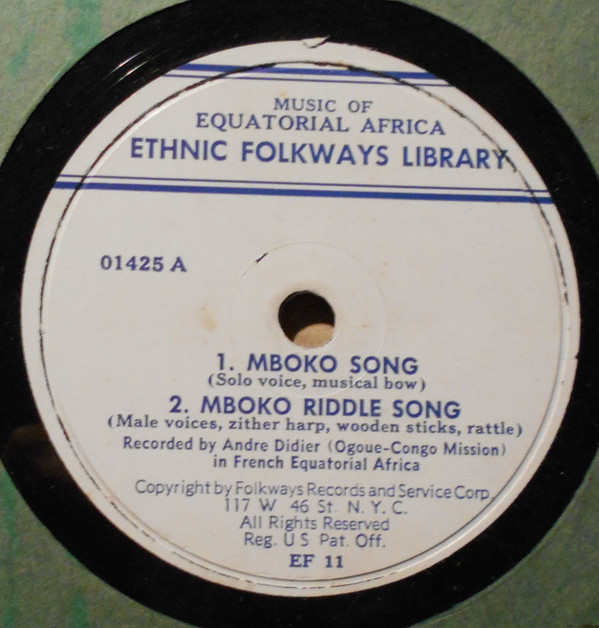 MUSIC OF
EQUATORIAL AFRICA
ETHNIC FOLKWAYS LIBRARY
01425 A
1. MBOKO SONG
(Solo voice, musical bow)
2. MBOKO RIDDLE SONG
(Male voices, zither harp, wooden sticks, rattle)
Recorded by Andre Didier (Ogoue-Congo Mission)
in French Equatorial Africa
Copyright by Folkways Records and Service Corp.
117 W 46 St. N. Y. C.
All Rights Reserved
Reg. U S Pat. Off.
EF 11